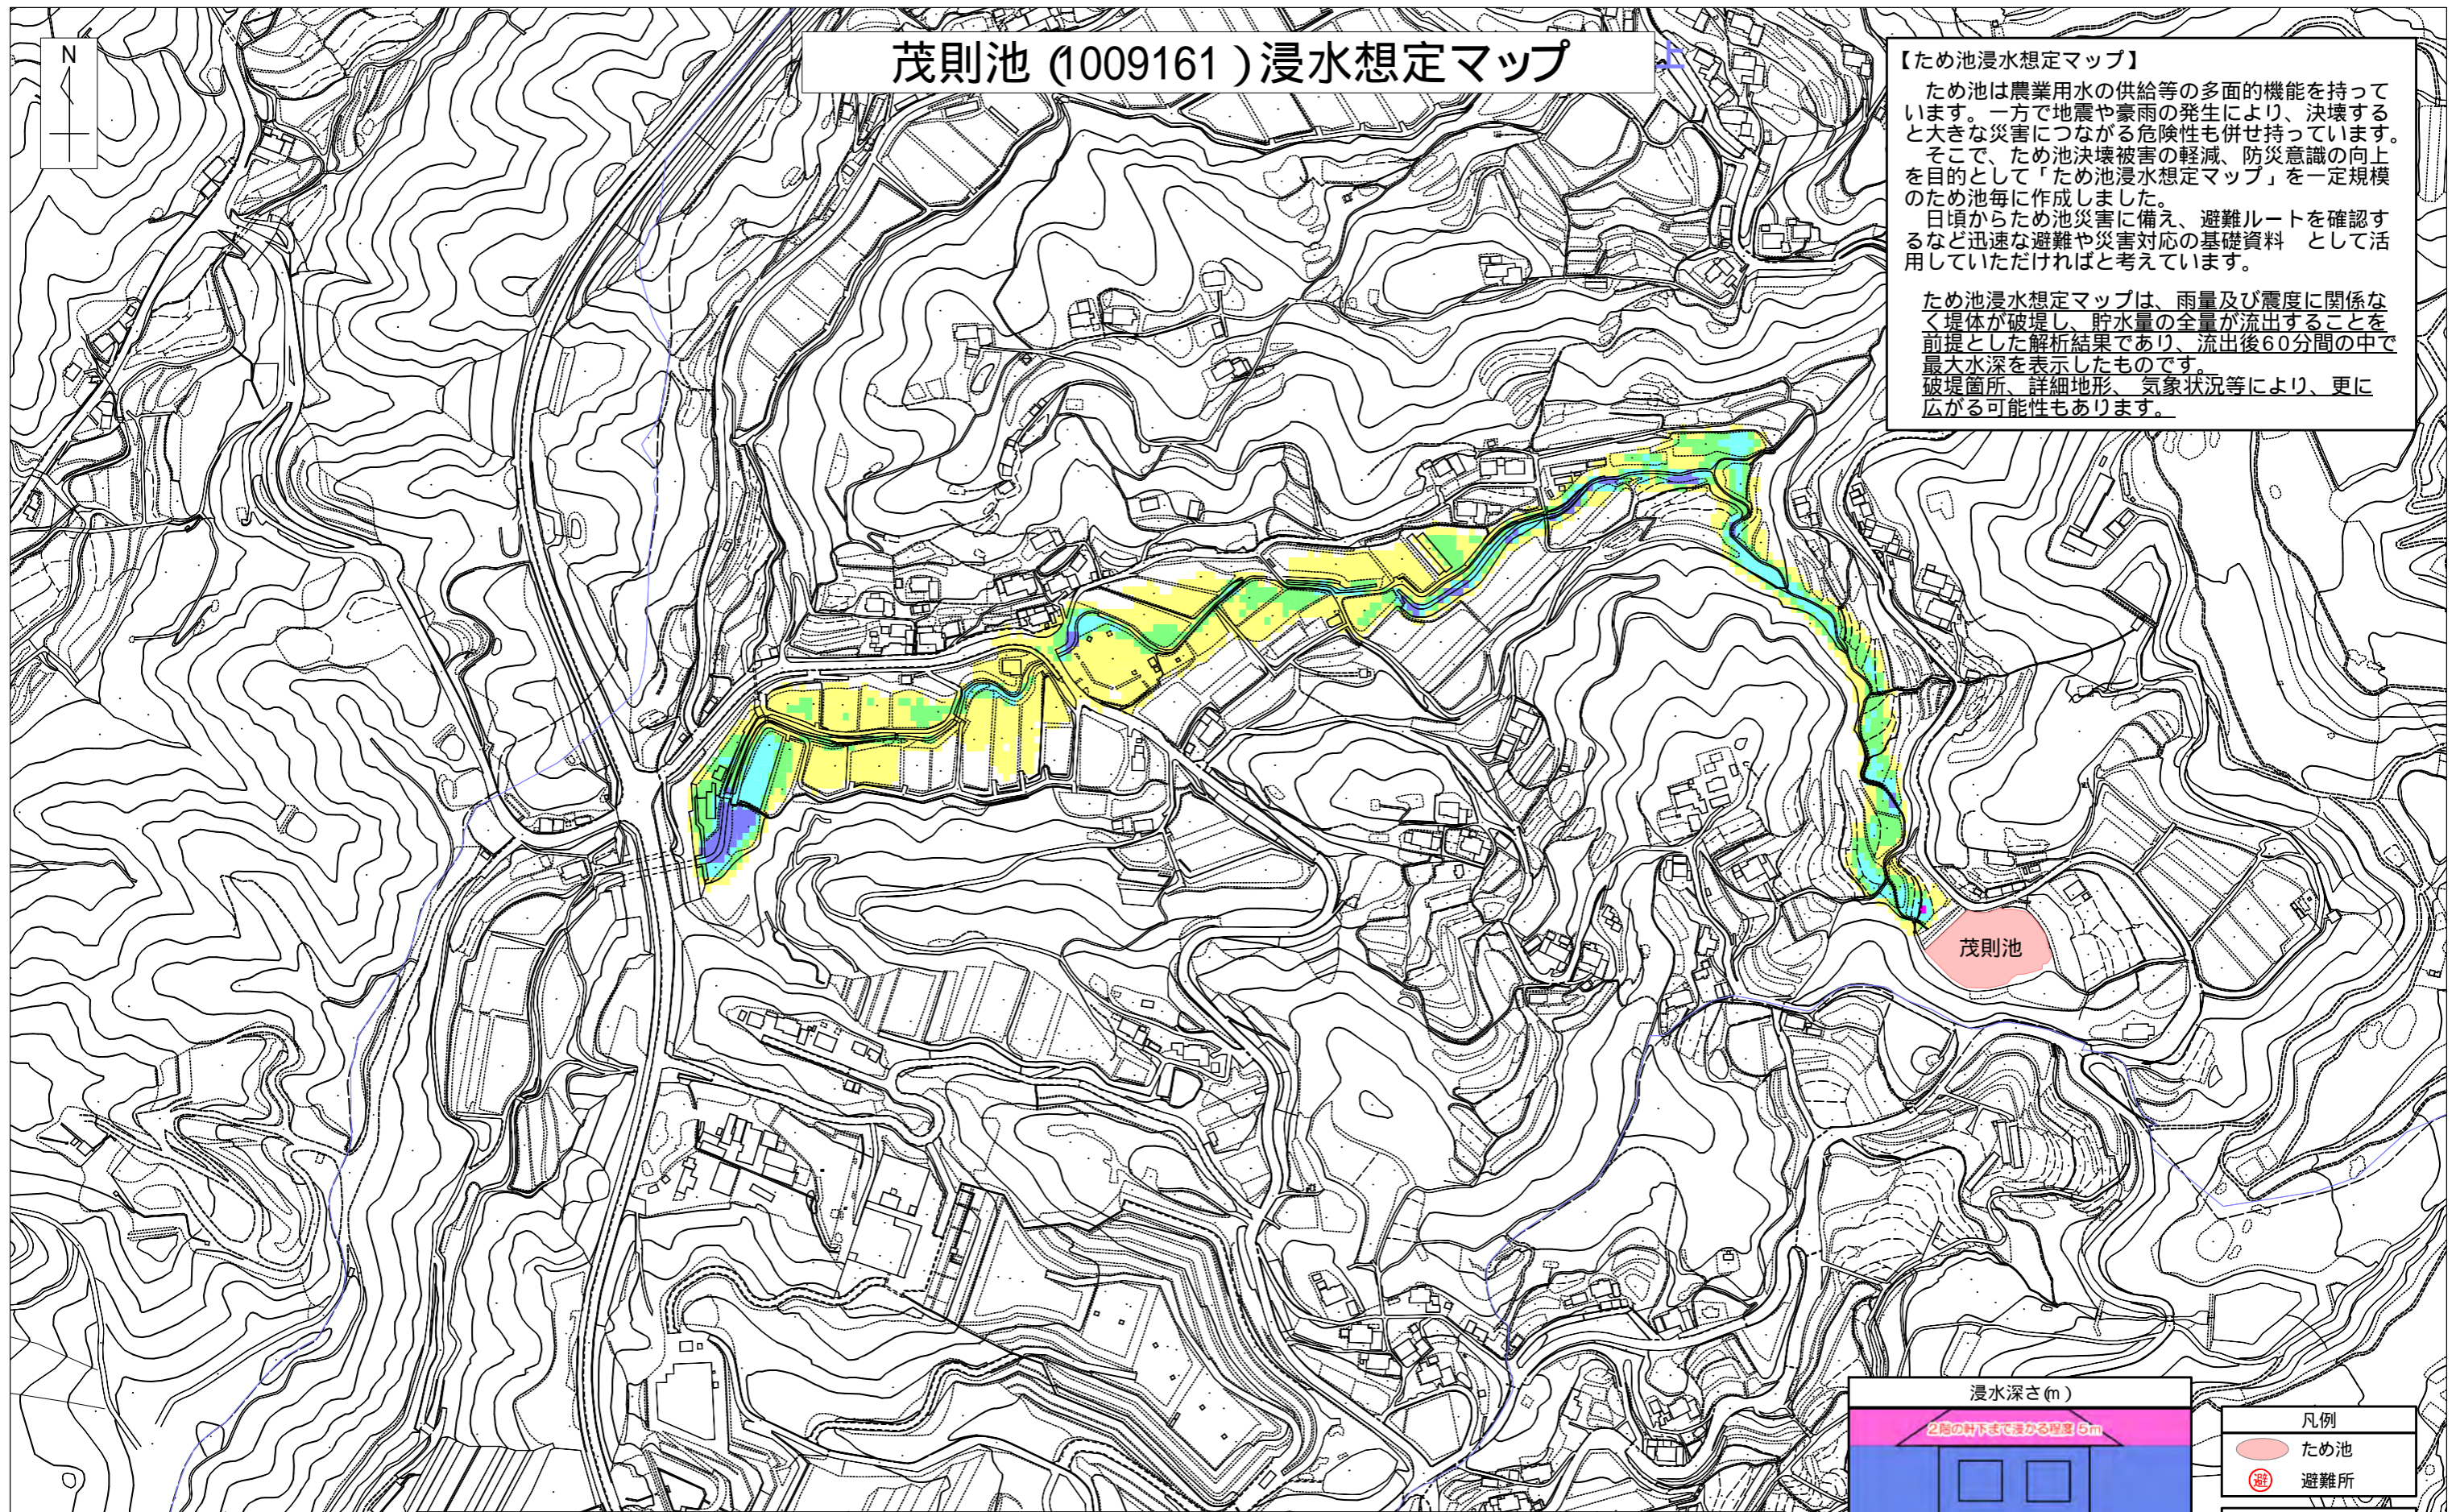 N
茂則池 (1009161 ) 浸水想定マップ
上
【ため池浸水想定マップ】
ため池は農業用水の供給等の多面的機能を持って
います。一方で地震や豪雨の発生により、決壊する
と大きな災害につながる危険性も併せ持っています。
そこで、ため池決壊被害の軽減、防災意識の向上
を目的として「ため池浸水想定マップ」を一定規模
のため池毎に作成しました。
日頃からため池災害に備え、避難ルートを確認す
るなど迅速な避難や災害対応の基礎資料 として活
用していただければと考えています。
ため池浸水想定マップは、雨量及び震度に関係な
く堤体が破堤し、貯水量の全量が流出することを
前提とした解析結果であり、流出後60分間の中で
最大水深を表示したものです。
破堤箇所、詳細地形、 気象状況等により、更に
広がる可能性もあります。
茂則池
浸水深さ(m)
2階の軒下まで浸かる程度 5m
凡例
ため池
避 避難所